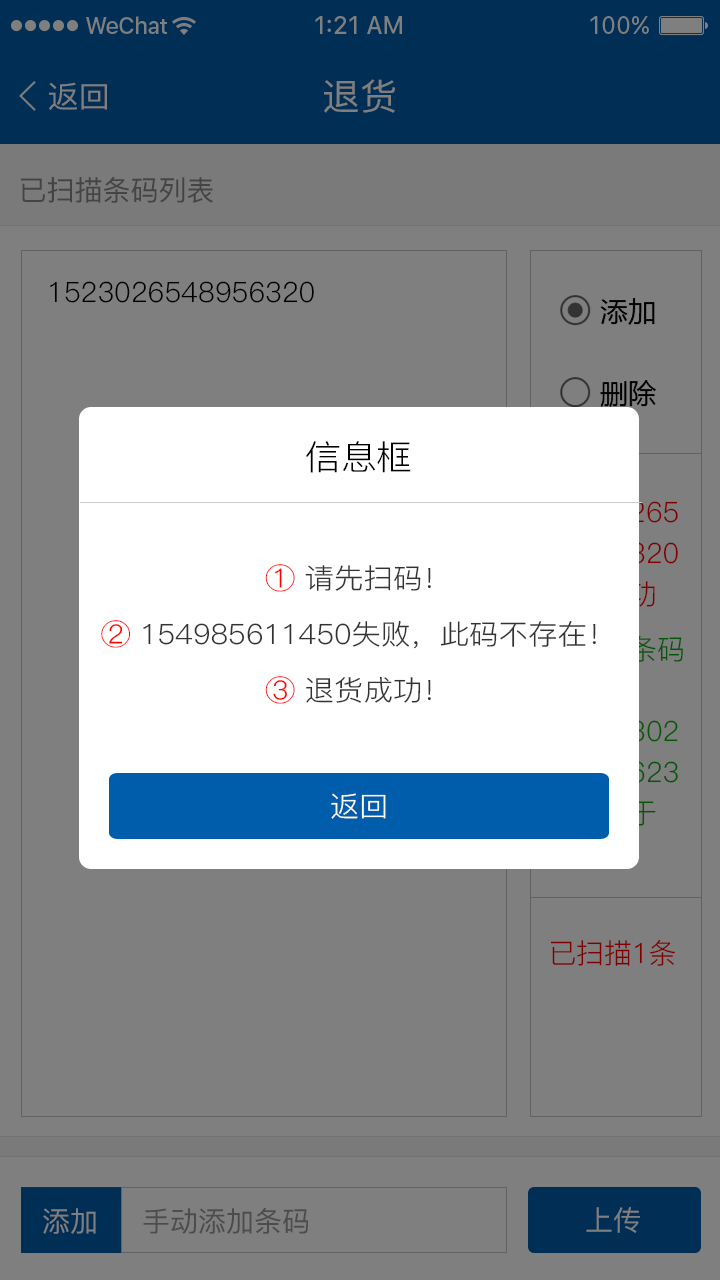 WeChat 1:21 AM 100%
返回 退货
已扫描条码列表
1523026548956320
添加
删除
信息框
① 请先扫码！
② 154985611450失败，此码不存在！
③ 退货成功！
返回
265
320
功
条码
302
623
于
已扫描1条
添加 手动添加条码 上传